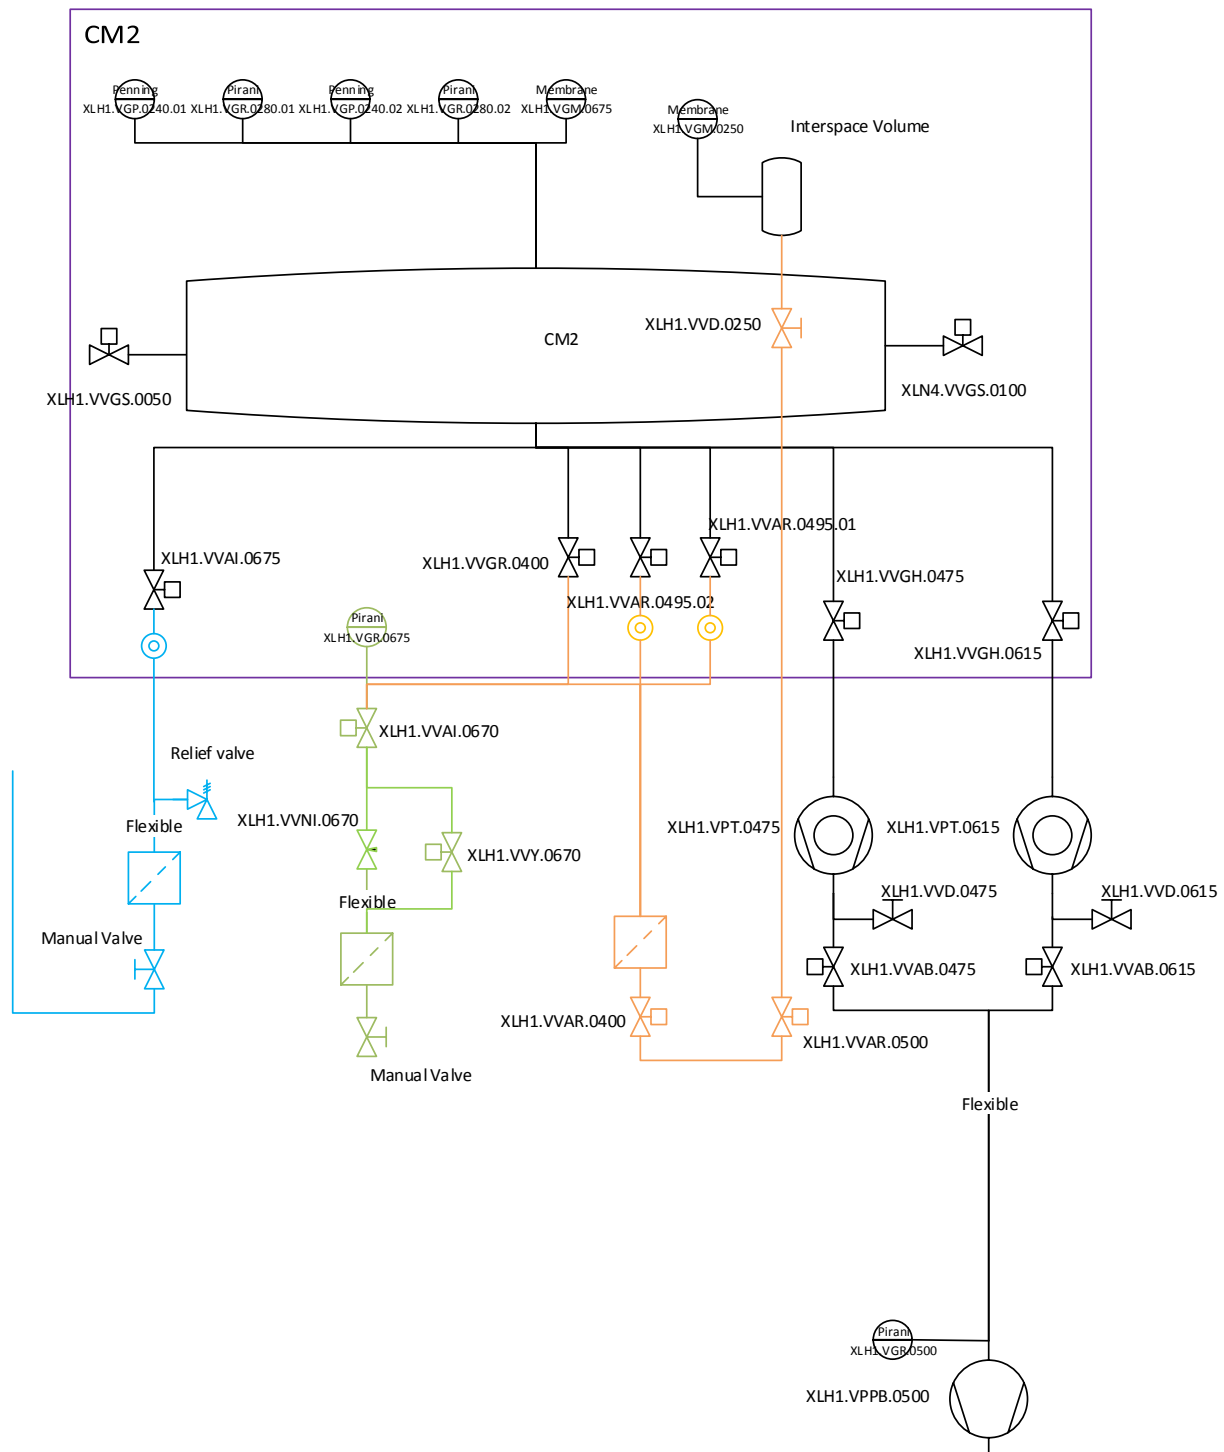 CM2
Penning
XLH1.VGP.0240.01
Pirani
XLH1.VGR.0280.01
Penning
XLH1.VGP.0240.02
Pirani
XLH1.VGR.0280.02
Membrane
XLH1.VGM.0675
Membrane
XLH1.VGM.0250
Interspace Volume
XLH1.VVD.0250
CM2
XLH1.VVGS.0050
XLN4.VVGS.0100
XLH1.VVAR.0495.01
XLH1.VVAI.0675
XLH1.VVGR.0400
XLH1.VVGH.0475
XLH1.VVAR.0495.02
Pirani
XLH1.VGR.0675
XLH1.VVGH.0615
XLH1.VVAI.0670
Relief valve
Flexible
XLH1.VVNI.0670
XLH1.VPT.0475
XLH1.VPT.0615
XLH1.VVY.0670
Flexible
XLH1.VVD.0475
XLH1.VVD.0615
Manual Valve
XLH1.VVAB.0475
XLH1.VVAB.0615
XLH1.VVAR.0400
XLH1.VVAR.0500
Manual Valve
Flexible
Pirani
XLH1.VGR.0500
XLH1.VPPB.0500